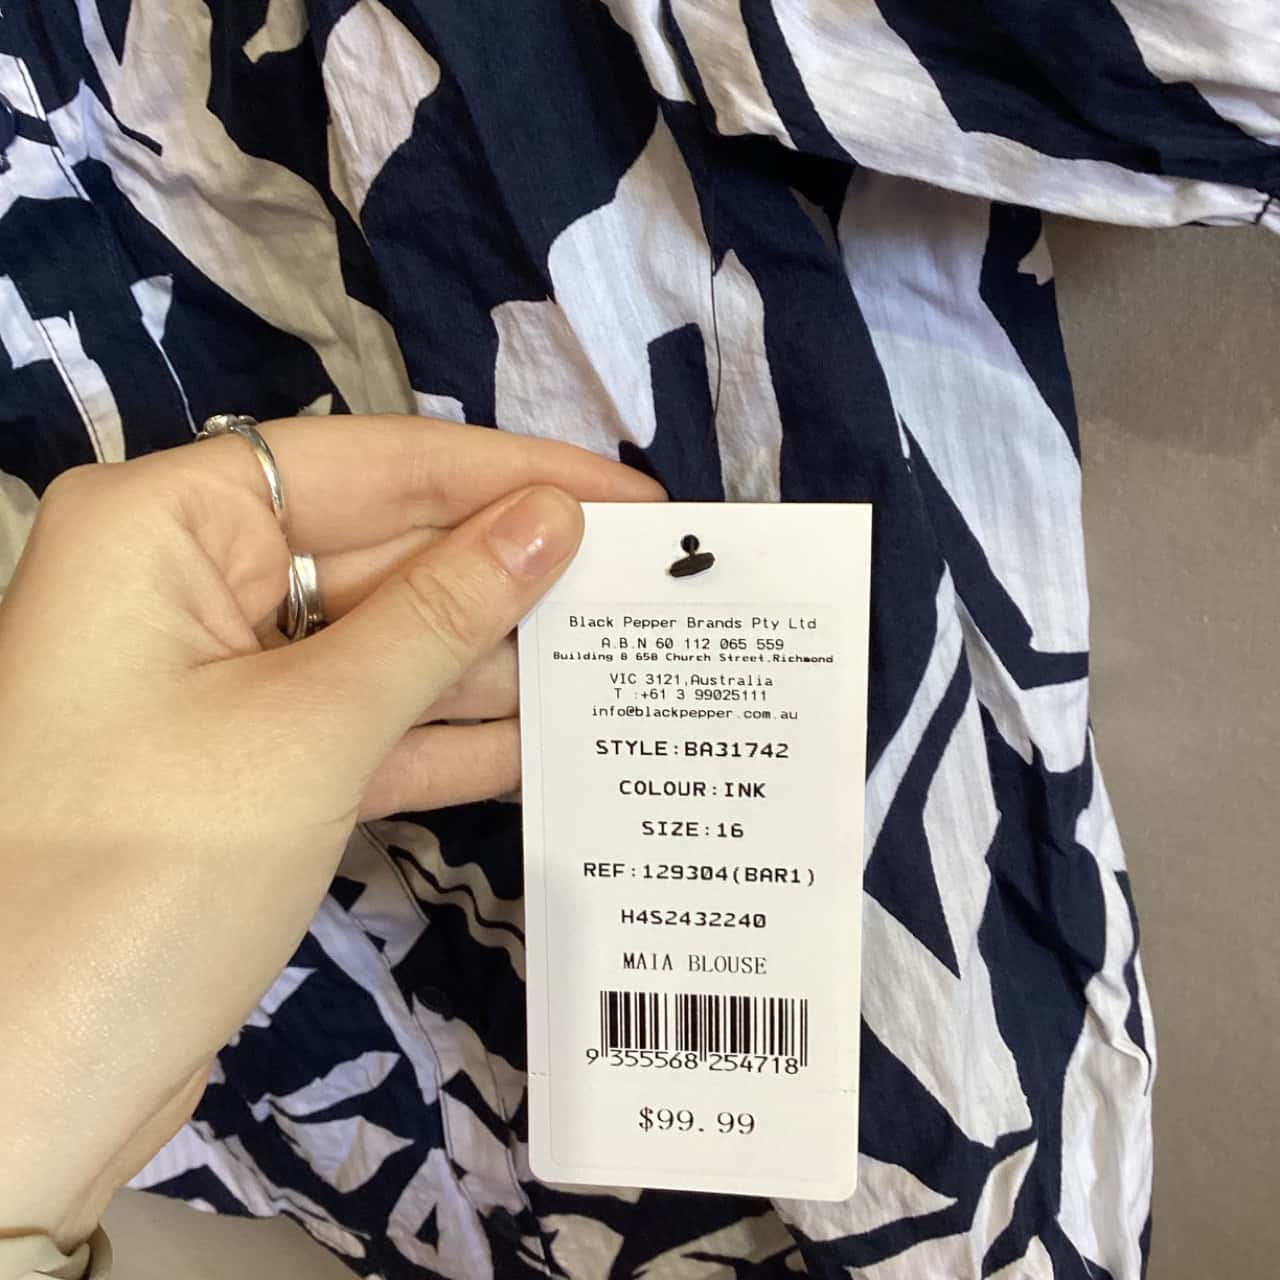 Black Pepper Brands Pty Ltd
A.B.N 60 112 065 559
Building 8 658 Church Street,Richmond
VIC 3121,Australia
T :+61 3 99025111
info@blackpepper.com.au
STYLE:BA31742
COLOUR:INK
SIZE:16
REF:129304(BAR1)
H4S2432240
MAIA BLOUSE
9 355568 254718
$99.99